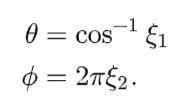 θ = cos⁻¹ ξ₁
ϕ = 2πξ₂.